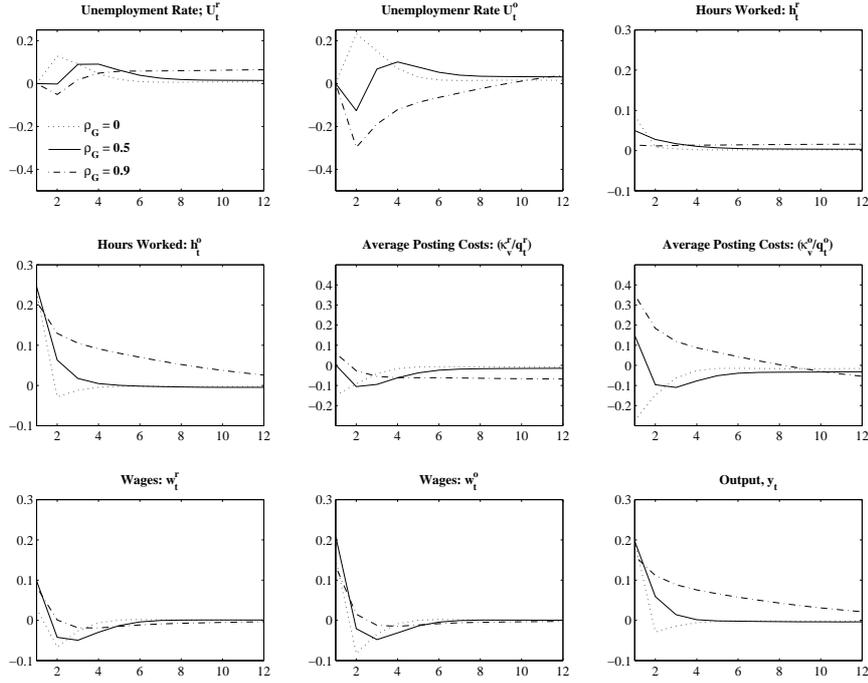 Unemployment Rate; U_t^r
0.2
0
−0.2
−0.4
ρ_G = 0
ρ_G = 0.5
ρ_G = 0.9
2 4 6 8 10 12
Unemploymenr Rate U_t^o
0.2
0
−0.2
−0.4
2 4 6 8 10 12
Hours Worked: h_t^r
0.3
0.2
0.1
0
−0.1
2 4 6 8 10 12
Hours Worked: h_t^o
0.3
0.2
0.1
0
−0.1
2 4 6 8 10 12
Average Posting Costs: (κ_v^r/q_t^r)
0.4
0.3
0.2
0.1
0
−0.1
−0.2
2 4 6 8 10 12
Average Posting Costs: (κ_v^o/q_t^o)
0.4
0.3
0.2
0.1
0
−0.1
−0.2
2 4 6 8 10 12
Wages: w_t^r
0.3
0.2
0.1
0
−0.1
2 4 6 8 10 12
Wages: w_t^o
0.3
0.2
0.1
0
−0.1
2 4 6 8 10 12
Output, y_t
0.3
0.2
0.1
0
−0.1
2 4 6 8 10 12